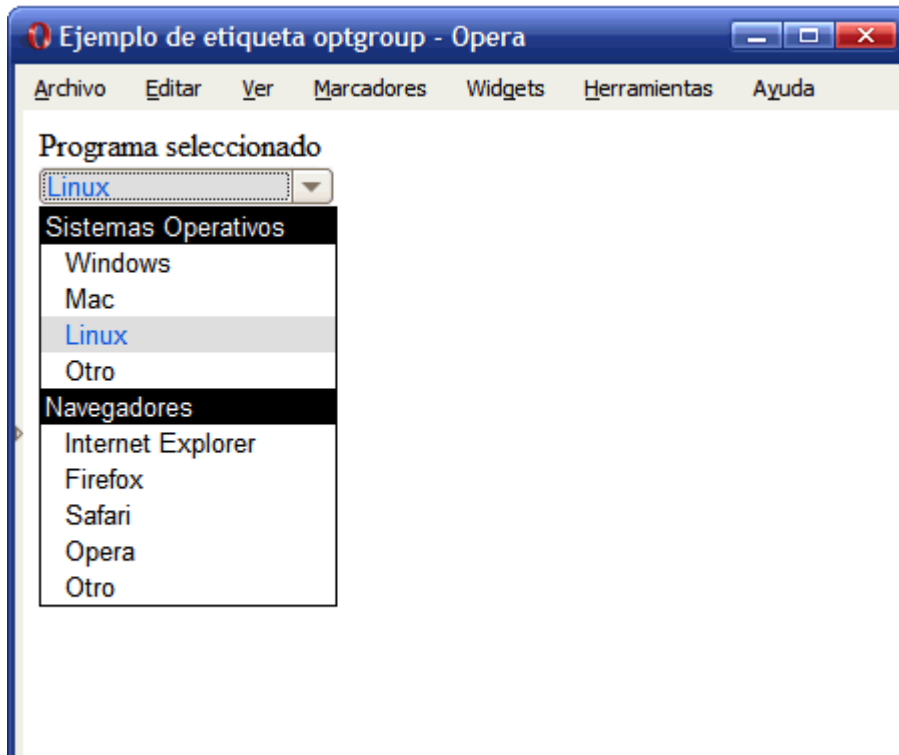 Ejemplo de etiqueta optgroup - Opera
Archivo Editar Ver Marcadores Widgets Herramientas Ayuda
Programa seleccionado
Linux
Sistemas Operativos
Windows
Mac
Linux
Otro
Navegadores
Internet Explorer
Firefox
Safari
Opera
Otro